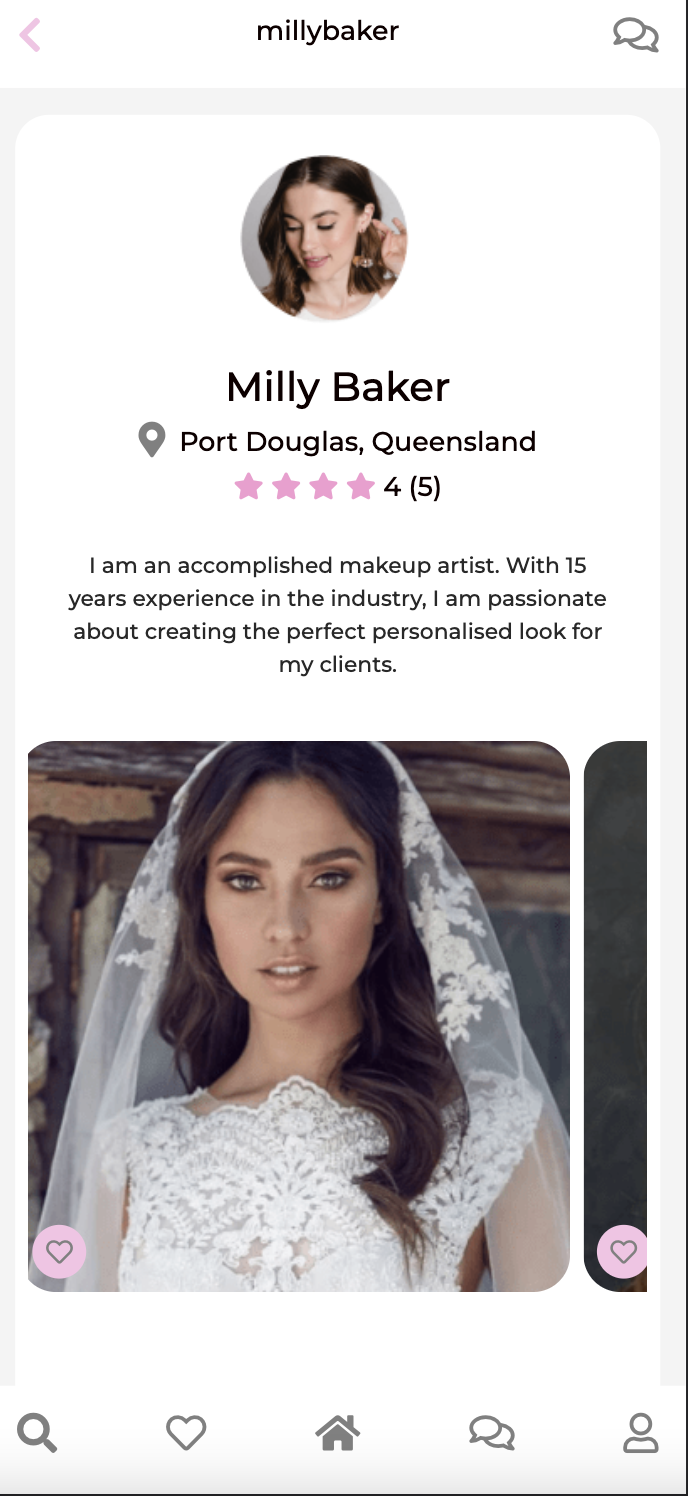 millybaker
Milly Baker
Port Douglas, Queensland
4 (5)
I am an accomplished makeup artist. With 15
years experience in the industry, I am passionate
about creating the perfect personalised look for
my clients.